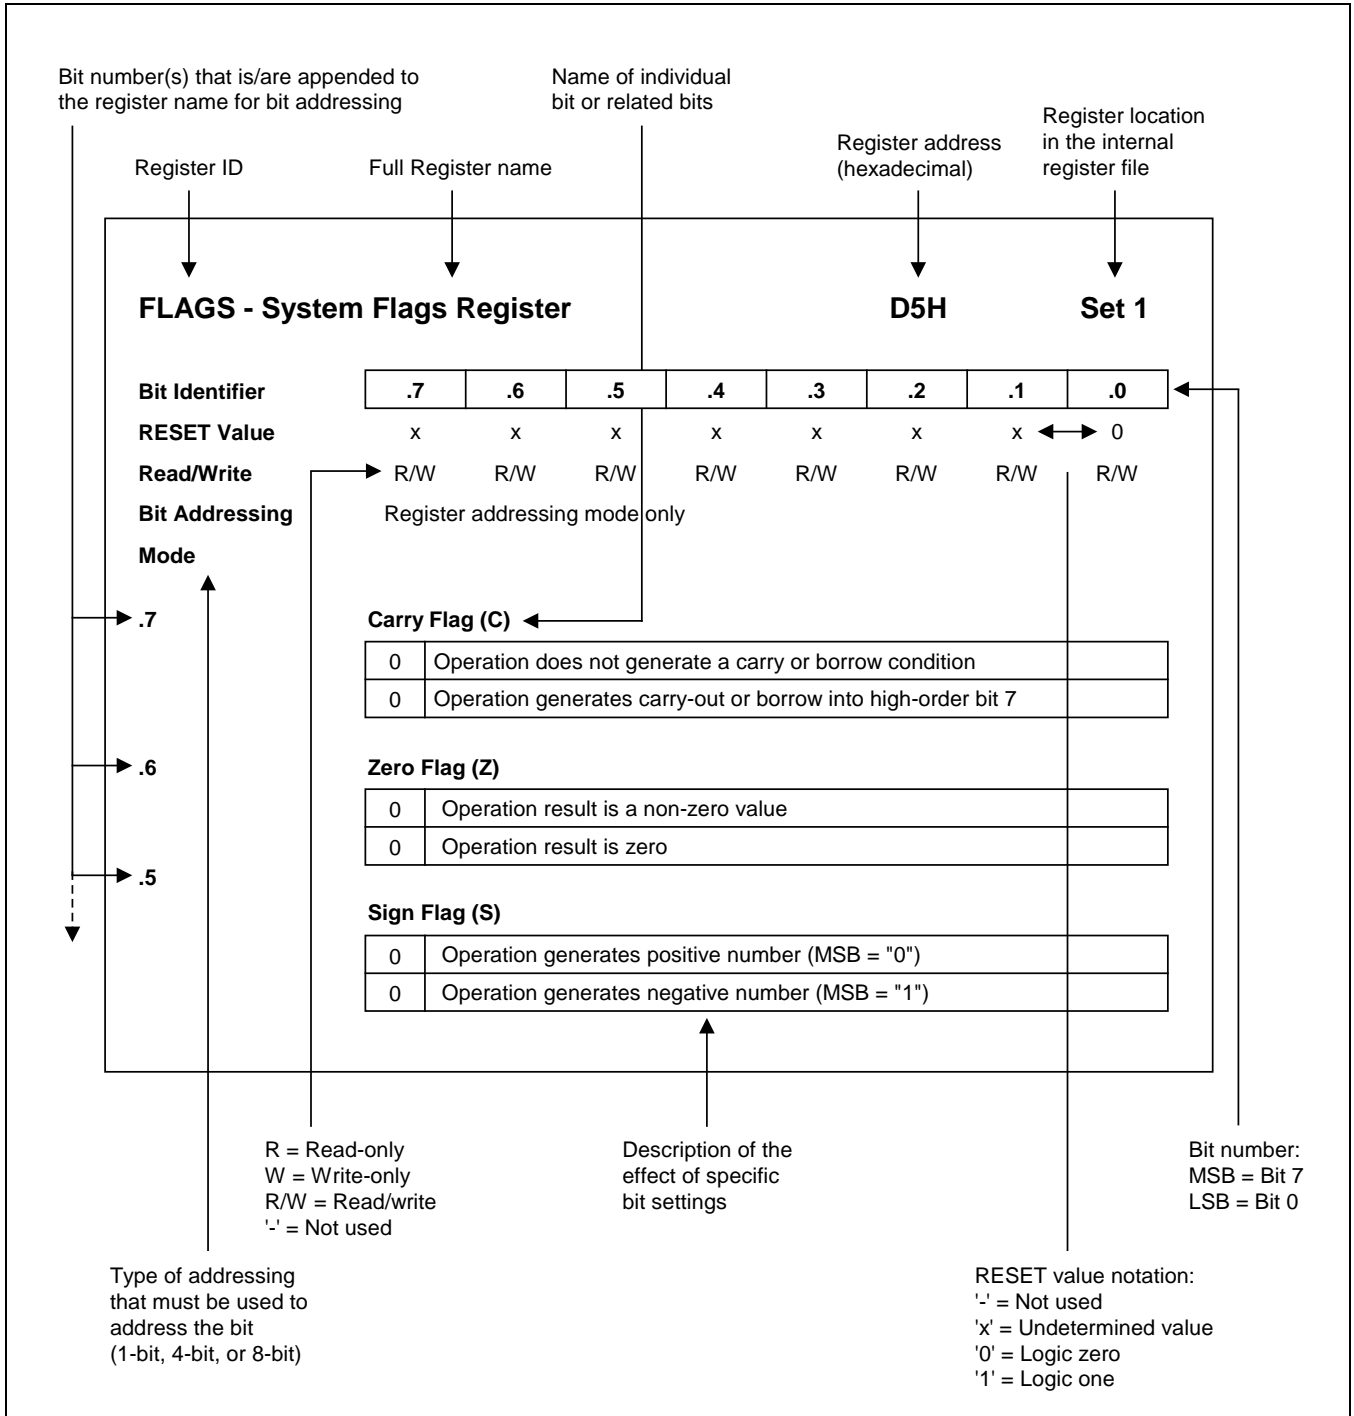 Bit number(s) that is/are appended to
the register name for bit addressing
Name of individual
bit or related bits
Register ID
Full Register name
Register address
(hexadecimal)
Register location
in the internal
register file
FLAGS - System Flags Register D5H Set 1
Bit Identifier .7 .6 .5 .4 .3 .2 .1 .0
RESET Value x x x x x x x 0
Read/Write R/W R/W R/W R/W R/W R/W R/W R/W
Bit Addressing Register addressing mode only
Mode
.7 Carry Flag (C)
0 Operation does not generate a carry or borrow condition
0 Operation generates carry-out or borrow into high-order bit 7
.6 Zero Flag (Z)
0 Operation result is a non-zero value
0 Operation result is zero
.5
Sign Flag (S)
0 Operation generates positive number (MSB = "0")
0 Operation generates negative number (MSB = "1")
R = Read-only
W = Write-only
R/W = Read/write
'-' = Not used
Description of the
effect of specific
bit settings
Bit number:
MSB = Bit 7
LSB = Bit 0
Type of addressing
that must be used to
address the bit
(1-bit, 4-bit, or 8-bit)
RESET value notation:
'-' = Not used
'x' = Undetermined value
'0' = Logic zero
'1' = Logic one